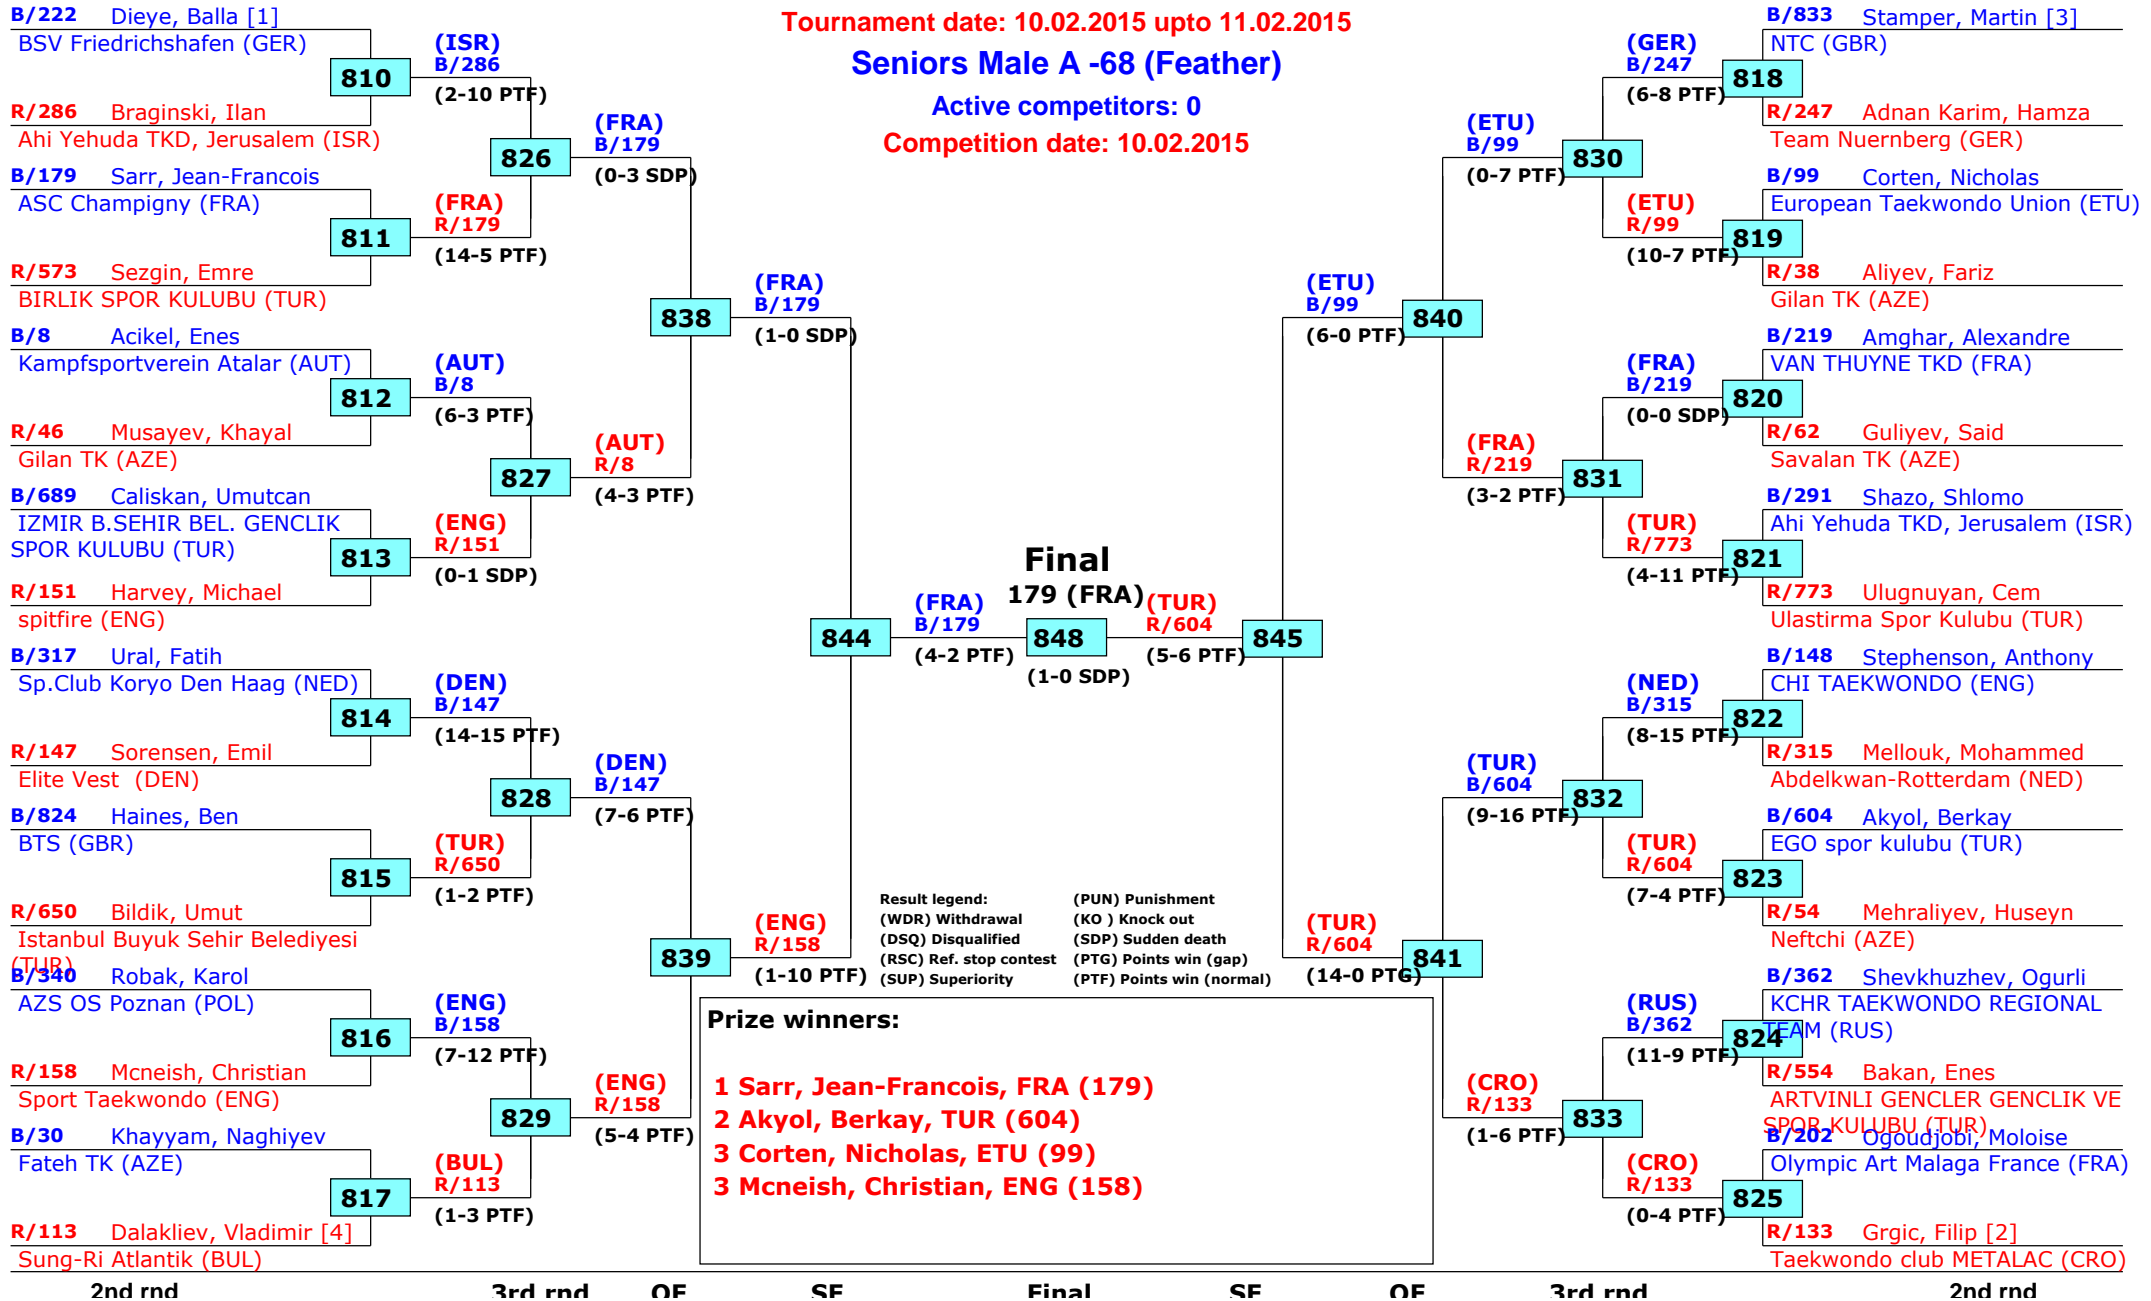 Tournament date: 10.02.2015 upto 11.02.2015
Seniors Male A -68 (Feather)
Active competitors: 0
Competition date: 10.02.2015
B/222 Dieye, Balla [1]
BSV Friedrichshafen (GER)
810
R/286 Braginski, Ilan
Ahi Yehuda TKD, Jerusalem (ISR)
B/179 Sarr, Jean-Francois
ASC Champigny (FRA)
811
R/573 Sezgin, Emre
BIRLIK SPOR KULUBU (TUR)
B/8 Acikel, Enes
Kampfsportverein Atalar (AUT)
812
R/46 Musayev, Khayal
Gilan TK (AZE)
B/689 Caliskan, Umutcan
IZMIR B.SEHIR BEL. GENCLIK
SPOR KULUBU (TUR)
813
R/151 Harvey, Michael
spitfire (ENG)
B/317 Ural, Fatih
Sp.Club Koryo Den Haag (NED)
814
R/147 Sorensen, Emil
Elite Vest (DEN)
B/824 Haines, Ben
BTS (GBR)
815
R/650 Bildik, Umut
Istanbul Buyuk Sehir Belediyesi
(TUR)
B/340 Robak, Karol
AZS OS Poznan (POL)
816
R/158 Mcneish, Christian
Sport Taekwondo (ENG)
B/30 Khayyam, Naghiyev
Fateh TK (AZE)
817
R/113 Dalakliev, Vladimir [4]
Sung-Ri Atlantik (BUL)
(ISR)
B/286
(2-10 PTF)
826
(FRA)
R/179
(14-5 PTF)
(AUT)
B/8
(6-3 PTF)
827
(ENG)
R/151
(0-1 SDP)
(DEN)
B/147
(14-15 PTF)
828
(TUR)
R/650
(1-2 PTF)
(ENG)
B/158
(7-12 PTF)
829
(BUL)
R/113
(1-3 PTF)
(FRA)
B/179
(0-3 SDP)
838
(AUT)
R/8
(4-3 PTF)
(DEN)
B/147
(7-6 PTF)
839
(ENG)
R/158
(5-4 PTF)
(FRA)
B/179
(1-0 SDP)
844
(ENG)
R/158
(1-10 PTF)
(FRA)
B/179
(4-2 PTF)
Final
179 (FRA)
848
(1-0 SDP)
(TUR)
R/604
(5-6 PTF)
845
(ETU)
B/99
(6-0 PTF)
840
(TUR)
R/604
(14-0 PTG)
841
(ETU)
B/99
(0-7 PTF)
830
(FRA)
R/219
(3-2 PTF)
831
(TUR)
B/604
(9-16 PTF)
832
(CRO)
R/133
(1-6 PTF)
833
(GER)
B/247
(6-8 PTF)
(ETU)
R/99
(10-7 PTF)
(FRA)
B/219
(0-0 SDP)
(TUR)
R/773
(4-11 PTF)
(NED)
B/315
(8-15 PTF)
(TUR)
R/604
(7-4 PTF)
(RUS)
B/362
(11-9 PTF)
(CRO)
R/133
(0-4 PTF)
B/833 Stamper, Martin [3]
NTC (GBR)
818
R/247 Adnan Karim, Hamza
Team Nuernberg (GER)
B/99 Corten, Nicholas
European Taekwondo Union (ETU)
819
R/38 Aliyev, Fariz
Gilan TK (AZE)
B/219 Amghar, Alexandre
VAN THUYNE TKD (FRA)
820
R/62 Guliyev, Said
Savalan TK (AZE)
B/291 Shazo, Shlomo
Ahi Yehuda TKD, Jerusalem (ISR)
821
R/773 Ulugnuyan, Cem
Ulastirma Spor Kulubu (TUR)
B/148 Stephenson, Anthony
CHI TAEKWONDO (ENG)
822
R/315 Mellouk, Mohammed
Abdelkwan-Rotterdam (NED)
B/604 Akyol, Berkay
EGO spor kulubu (TUR)
823
R/54 Mehraliyev, Huseyn
Neftchi (AZE)
B/362 Shevkhuzhev, Ogurli
KCHR TAEKWONDO REGIONAL
TEAM (RUS)
824
R/554 Bakan, Enes
ARTVINLI GENCLER GENCLIK VE
SPOR KULUBU (TUR)
B/202 Ogoudjobi, Moloise
Olympic Art Malaga France (FRA)
825
R/133 Grgic, Filip [2]
Taekwondo club METALAC (CRO)
Result legend:
(WDR) Withdrawal
(DSQ) Disqualified
(RSC) Ref. stop contest
(SUP) Superiority
(PUN) Punishment
(KO ) Knock out
(SDP) Sudden death
(PTG) Points win (gap)
(PTF) Points win (normal)
Prize winners:
1 Sarr, Jean-Francois, FRA (179)
2 Akyol, Berkay, TUR (604)
3 Corten, Nicholas, ETU (99)
3 Mcneish, Christian, ENG (158)
2nd rnd 3rd rnd QF SF Final SF QF 3rd rnd 2nd rnd